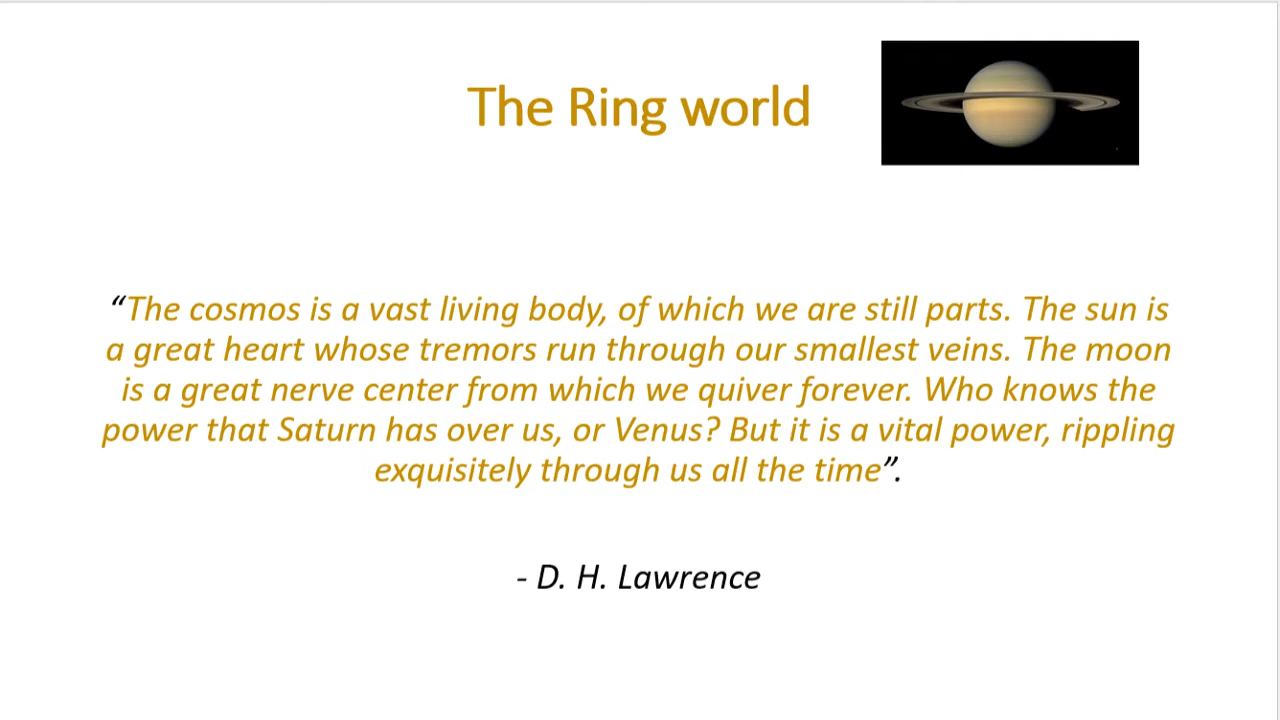 The Ring world
“The cosmos is a vast living body, of which we are still parts. The sun is
a great heart whose tremors run through our smallest veins. The moon
is a great nerve center from which we quiver forever. Who knows the
power that Saturn has over us, or Venus? But it is a vital power, rippling
exquisitely through us all the time”.
- D. H. Lawrence